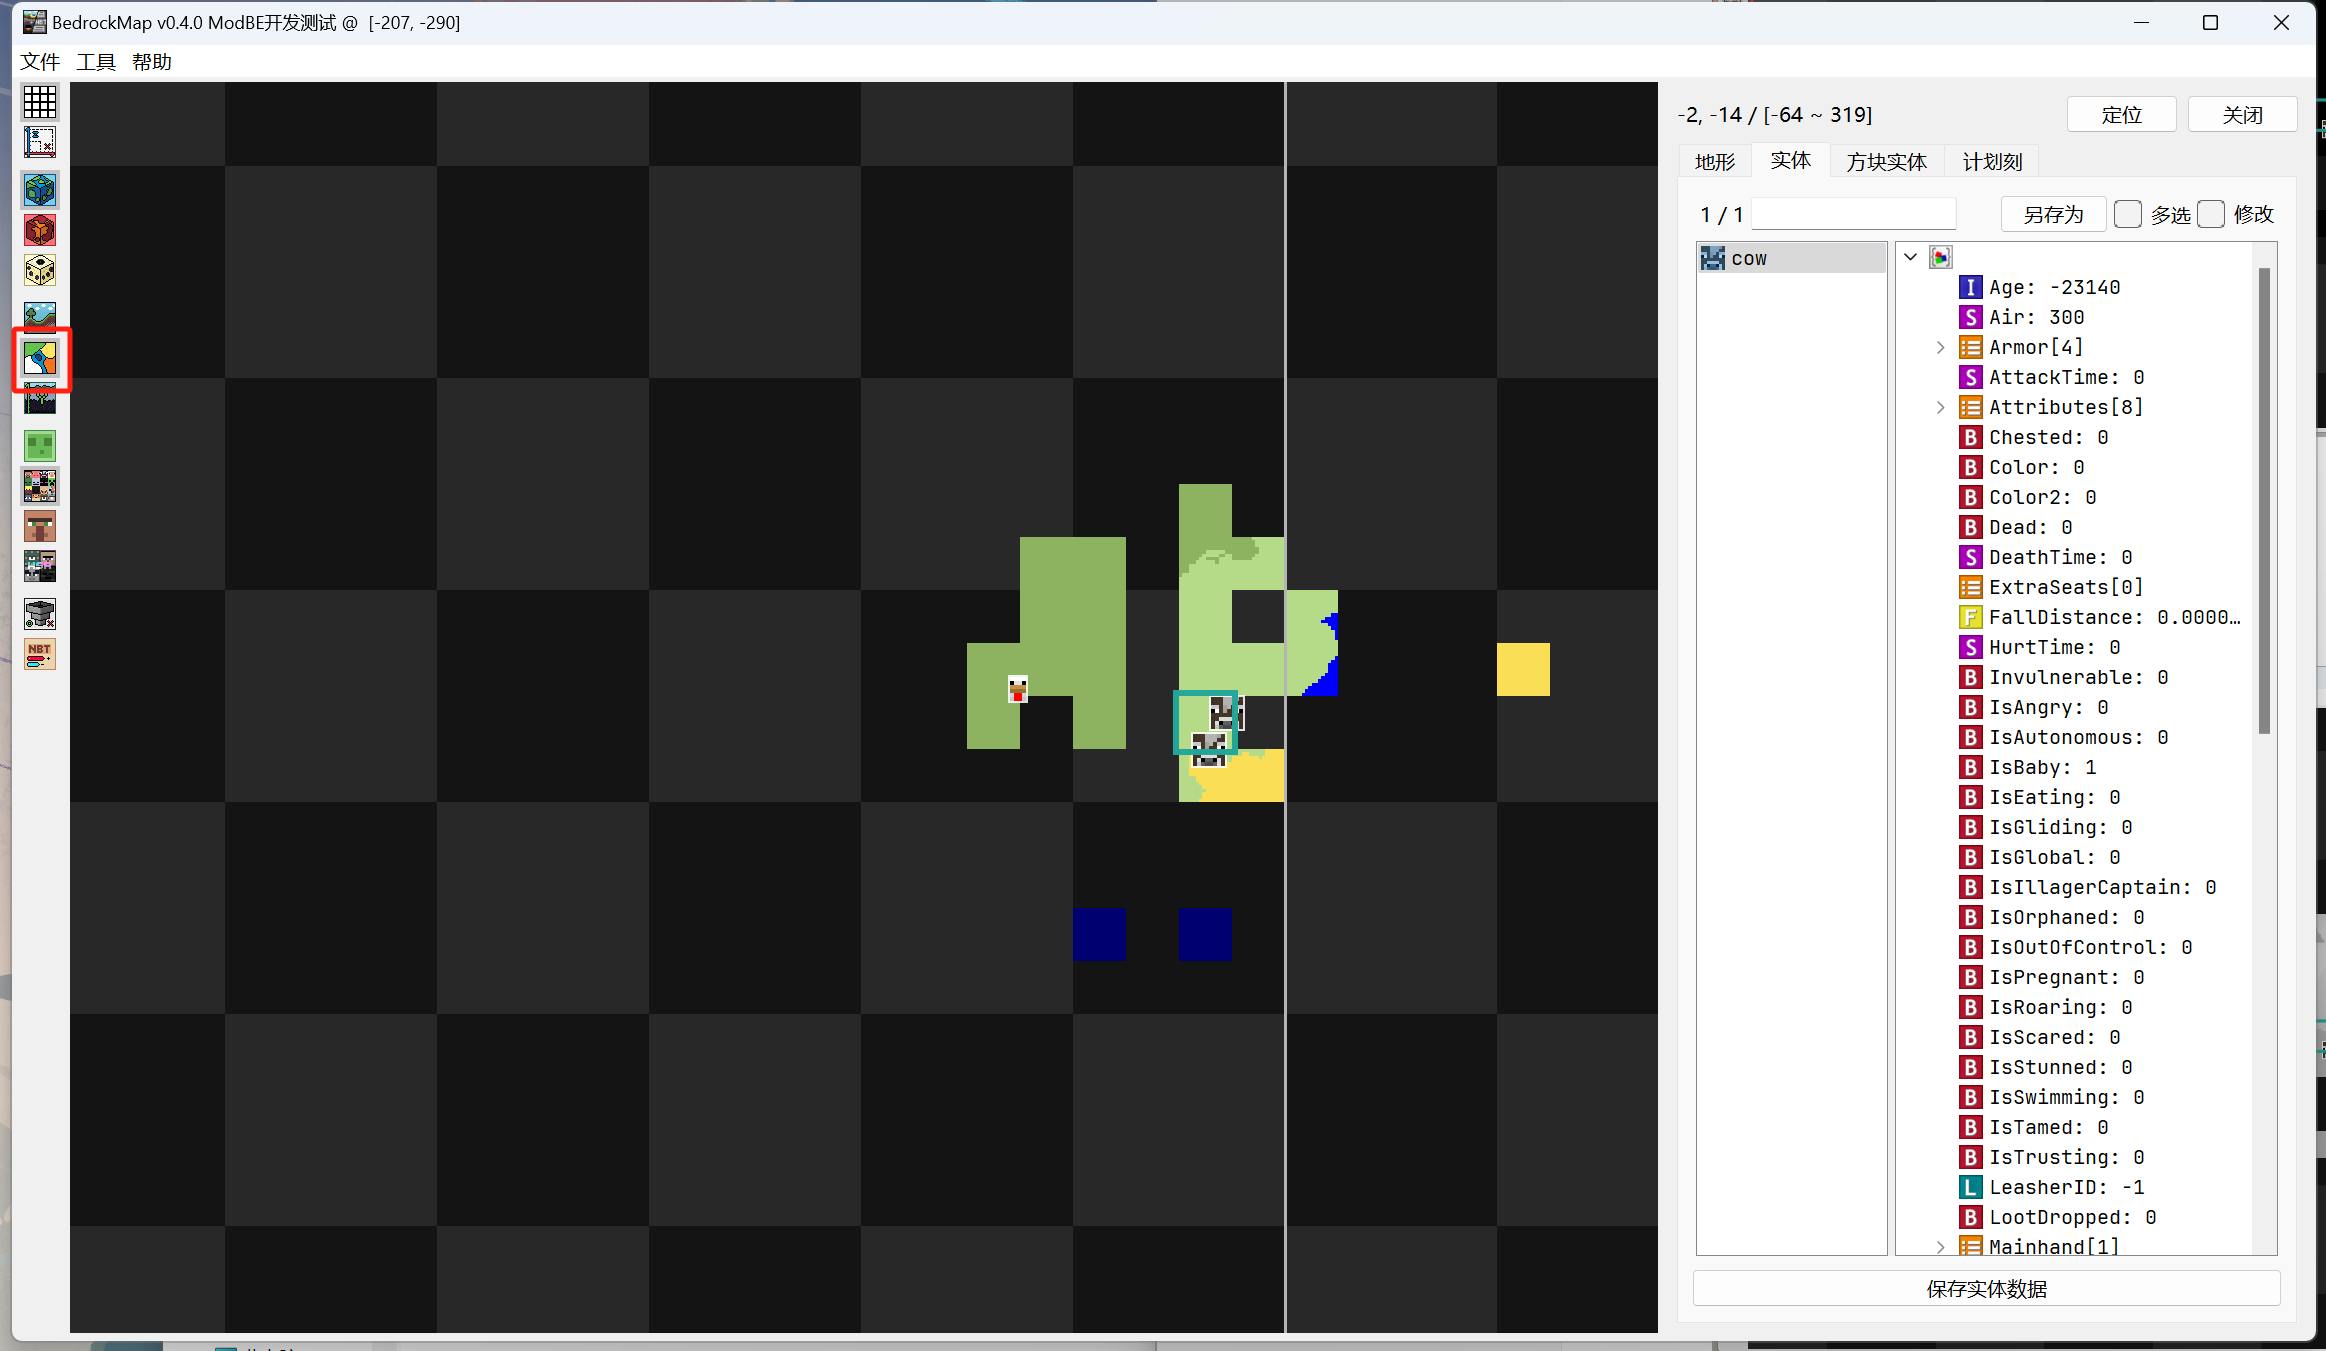 BedrockMap v0.4.0 ModBE开发测试 @ [-207, -290]
文件 工具 帮助
-2, -14 / [-64 ~ 319]
定位
关闭
地形 实体 方块实体 计划刻
1 / 1
另存为
多选
修改
cow
I Age: -23140
S Air: 300
Armor[4]
S AttackTime: 0
Attributes[8]
B Chested: 0
B Color: 0
B Color2: 0
B Dead: 0
S DeathTime: 0
ExtraSeats[0]
F FallDistance: 0.0000…
S HurtTime: 0
B Invulnerable: 0
B IsAngry: 0
B IsAutonomous: 0
B IsBaby: 1
B IsEating: 0
B IsGliding: 0
B IsGlobal: 0
B IsIllagerCaptain: 0
B IsOrphaned: 0
B IsOutOfControl: 0
B IsPregnant: 0
B IsRoaring: 0
B IsScared: 0
B IsStunned: 0
B IsSwimming: 0
B IsTamed: 0
B IsTrusting: 0
L LeasherID: -1
B LootDropped: 0
Mainhand[1]
NBT
保存实体数据